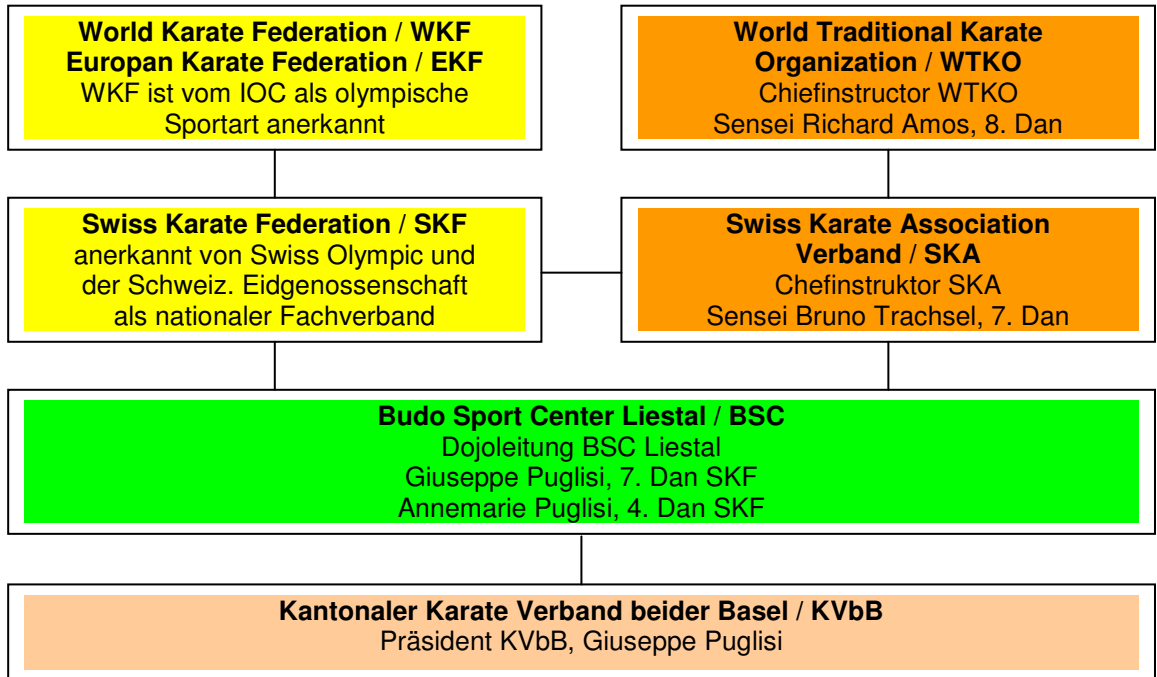 World Karate Federation / WKF
Europan Karate Federation / EKF
WKF ist vom IOC als olympische
Sportart anerkannt
World Traditional Karate
Organization / WTKO
Chiefinstructor WTKO
Sensei Richard Amos, 8. Dan
Swiss Karate Federation / SKF
anerkannt von Swiss Olympic und
der Schweiz. Eidgenossenschaft
als nationaler Fachverband
Swiss Karate Association
Verband / SKA
Chefinstruktor SKA
Sensei Bruno Trachsel, 7. Dan
Budo Sport Center Liestal / BSC
Dojoleitung BSC Liestal
Giuseppe Puglisi, 7. Dan SKF
Annemarie Puglisi, 4. Dan SKF
Kantonaler Karate Verband beider Basel / KVbB
Präsident KVbB, Giuseppe Puglisi